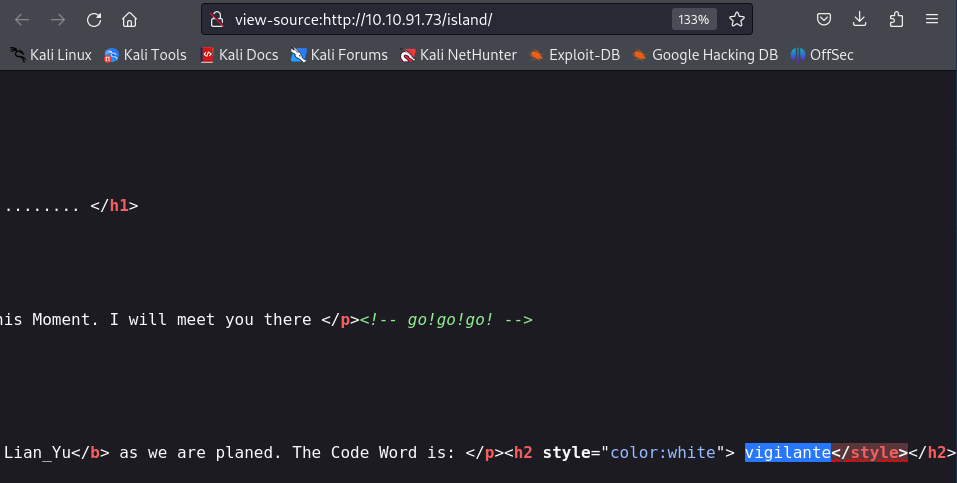 view-source:http://10.10.91.73/island/ 133%
Kali Linux Kali Tools Kali Docs Kali Forums Kali NetHunter Exploit-DB Google Hacking DB OffSec
........ </h1>
his Moment. I will meet you there </p><!-- go!go!go! -->
Lian_Yu</b> as we are planed. The Code Word is: </p><h2 style="color:white"> vigilante</style></h2>